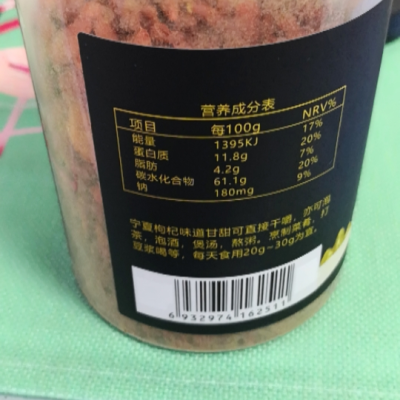 营养成分表
项目 每100g NRV%
能量 1395KJ 17%
蛋白质 11.8g 20%
脂肪 4.2g 7%
碳水化合物 61.1g 20%
钠 180mg 9%
宁夏枸杞味道甘甜可直接干嚼，亦可泡
茶，泡酒，煲汤，熬粥。烹制菜肴、打
豆浆喝等，每天食用20g~30g为宜。
6 932974 162511